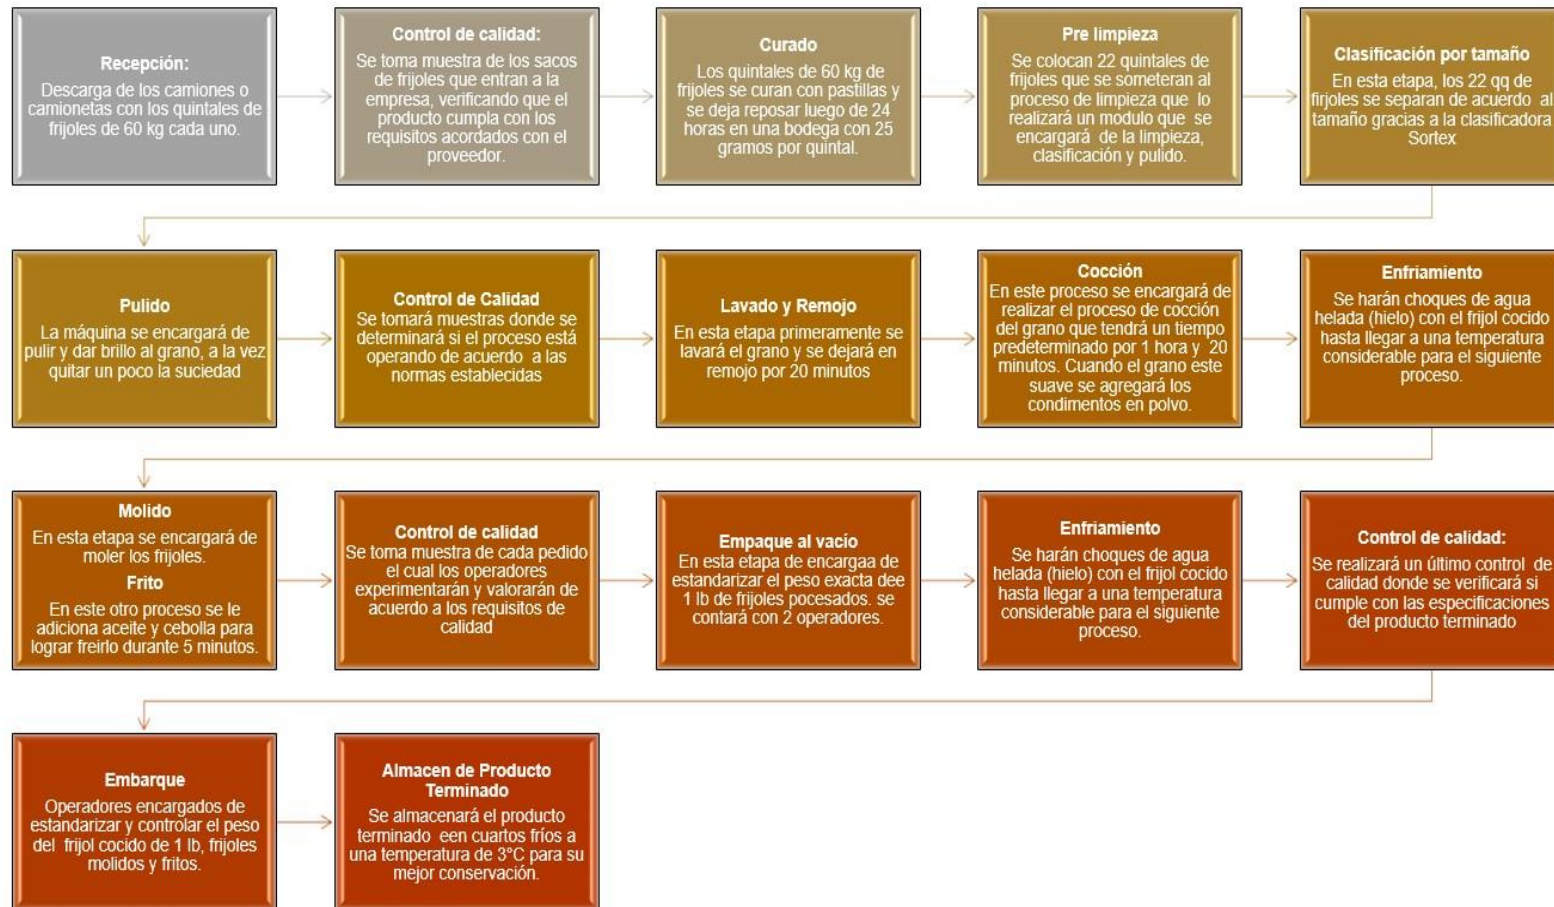 Recepción:
Descarga de los camiones o
camionetas con los quintales de
frijoles de 60 kg cada uno.
Control de calidad:
Se toma muestra de los sacos
de frijoles que entran a la
empresa, verificando que el
producto cumpla con los
requisitos acordados con el
proveedor.
Curado
Los quintales de 60 kg de
frijoles se curan con pastillas y
se deja reposar luego de 24
horas en una bodega con 25
gramos por quintal.
Pre limpieza
Se colocan 22 quintales de
frijoles que se someteran al
proceso de limpieza que lo
realizará un modulo que se
encargará de la limpieza,
clasificación y pulido.
Clasificación por tamaño
En esta etapa, los 22 qq de
firjoles se separan de acuerdo al
tamaño gracias a la clasificadora
Sortex
Pulido
La máquina se encargará de
pulir y dar brillo al grano, a la vez
quitar un poco la suciedad
Control de Calidad
Se tomará muestras donde se
determinará si el proceso está
operando de acuerdo a las
normas establecidas
Lavado y Remojo
En esta etapa primeramente se
lavará el grano y se dejará en
remojo por 20 minutos
Cocción
En este proceso se encargará de
realizar el proceso de cocción
del grano que tendrá un tiempo
predeterminado por 1 hora y 20
minutos. Cuando el grano este
suave se agregará los
condimentos en polvo.
Enfriamiento
Se harán choques de agua
helada (hielo) con el frijol cocido
hasta llegar a una temperatura
considerable para el siguiente
proceso.
Molido
En esta etapa se encargará de
moler los frijoles.
Frito
En este otro proceso se le
adiciona aceite y cebolla para
lograr freirlo durante 5 minutos.
Control de calidad
Se toma muestra de cada pedido
el cual los operadores
experimentarán y valorarán de
acuerdo a los requisitos de
calidad
Empaque al vacío
En esta etapa de encargaa de
estandarizar el peso exacta dee
1 lb de frijoles pocesados. se
contará con 2 operadores.
Enfriamiento
Se harán choques de agua
helada (hielo) con el frijol cocido
hasta llegar a una temperatura
considerable para el siguiente
proceso.
Control de calidad:
Se realizará un último control de
calidad donde se verificará si
cumple con las especificaciones
del producto terminado
Embarque
Operadores encargados de
estandarizar y controlar el peso
del frijol cocido de 1 lb, frijoles
molidos y fritos.
Almacen de Producto
Terminado
Se almacenará el producto
terminado een cuartos fríos a
una temperatura de 3°C para su
mejor conservación.